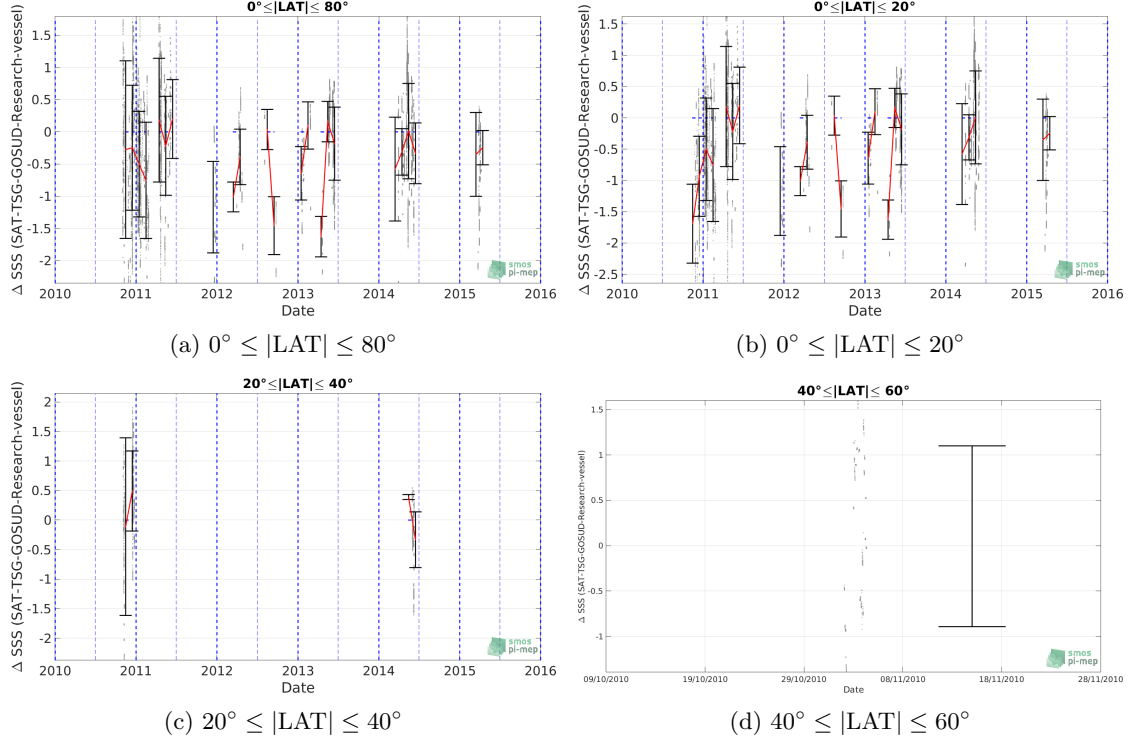 0°≤|LAT|≤ 80°
Δ SSS (SAT-TSG-GOSUD-Research-vessel)
1.5
1
0.5
0
-0.5
-1
-1.5
-2
2010 2011 2012 2013 2014 2015 2016
Date
smos
pi-mep
(a) 0° ≤ |LAT| ≤ 80°
0°≤|LAT|≤ 20°
Δ SSS (SAT-TSG-GOSUD-Research-vessel)
1.5
1
0.5
0
-0.5
-1
-1.5
-2
-2.5
2010 2011 2012 2013 2014 2015 2016
Date
smos
pi-mep
(b) 0° ≤ |LAT| ≤ 20°
20°≤|LAT|≤ 40°
Δ SSS (SAT-TSG-GOSUD-Research-vessel)
2
1.5
1
0.5
0
-0.5
-1
-1.5
-2
2010 2011 2012 2013 2014 2015 2016
Date
smos
pi-mep
(c) 20° ≤ |LAT| ≤ 40°
40°≤|LAT|≤ 60°
Δ SSS (SAT-TSG-GOSUD-Research-vessel)
1.5
1
0.5
0
-0.5
-1
09/10/2010 19/10/2010 29/10/2010 08/11/2010 18/11/2010 28/11/2010
Date
smos
pi-mep
(d) 40° ≤ |LAT| ≤ 60°